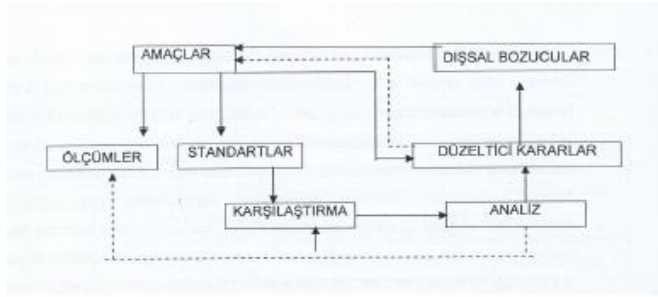 AMAÇLAR
DIŞSAL BOZUCULAR
ÖLÇÜMLER
STANDARTLAR
DÜZELTİCİ KARARLAR
KARŞILAŞTIRMA
ANALİZ